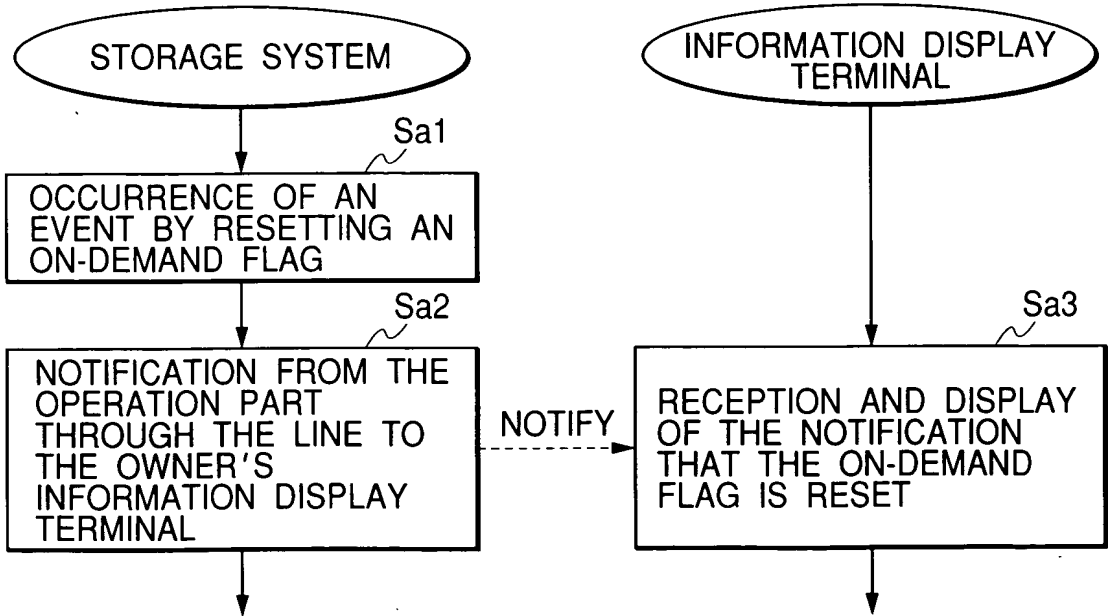 STORAGE SYSTEM
INFORMATION DISPLAY
TERMINAL
Sa1
OCCURRENCE OF AN
EVENT BY RESETTING AN
ON-DEMAND FLAG
Sa2
NOTIFICATION FROM THE
OPERATION PART
THROUGH THE LINE TO
THE OWNER'S
INFORMATION DISPLAY
TERMINAL
NOTIFY
Sa3
RECEPTION AND DISPLAY
OF THE NOTIFICATION
THAT THE ON-DEMAND
FLAG IS RESET